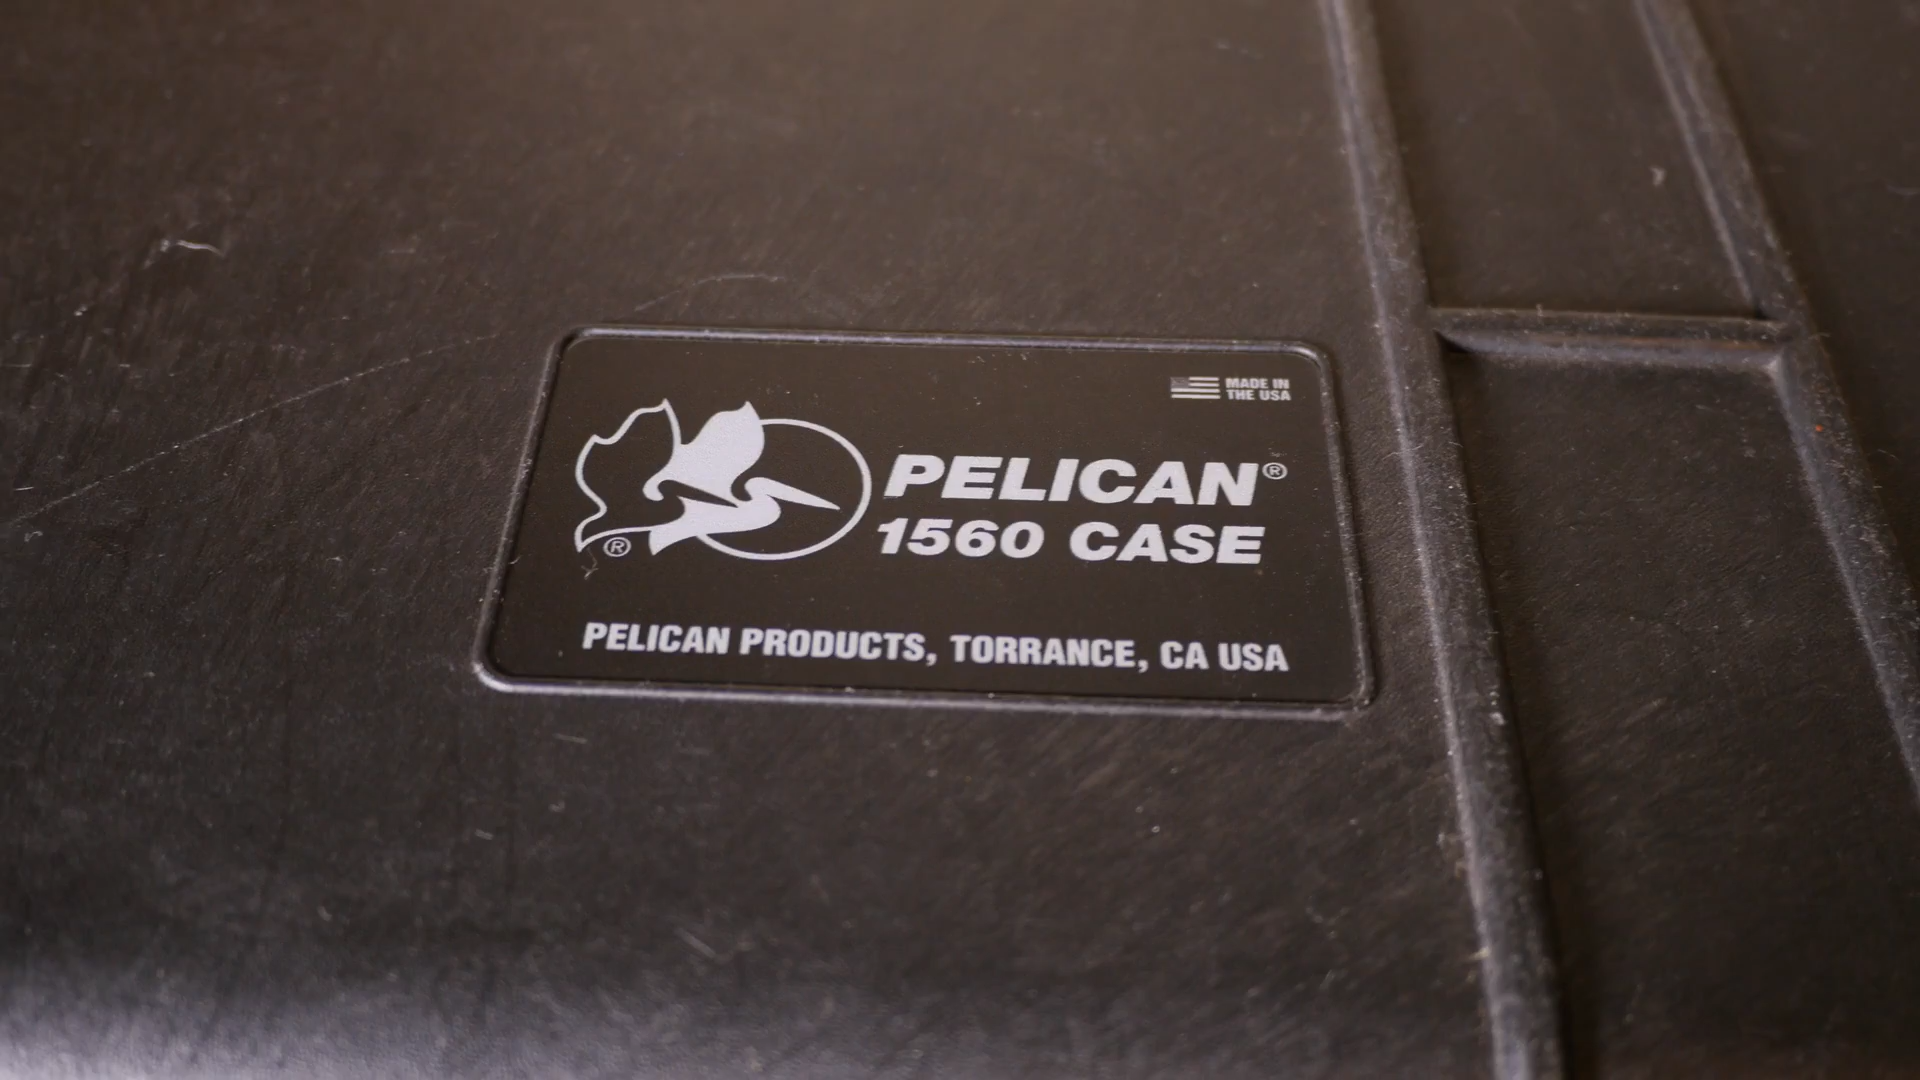 MADE IN
THE USA
PELICAN®
1560 CASE
®
PELICAN PRODUCTS, TORRANCE, CA USA